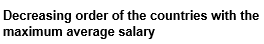 Decreasing order of the countries with the
maximum average salary